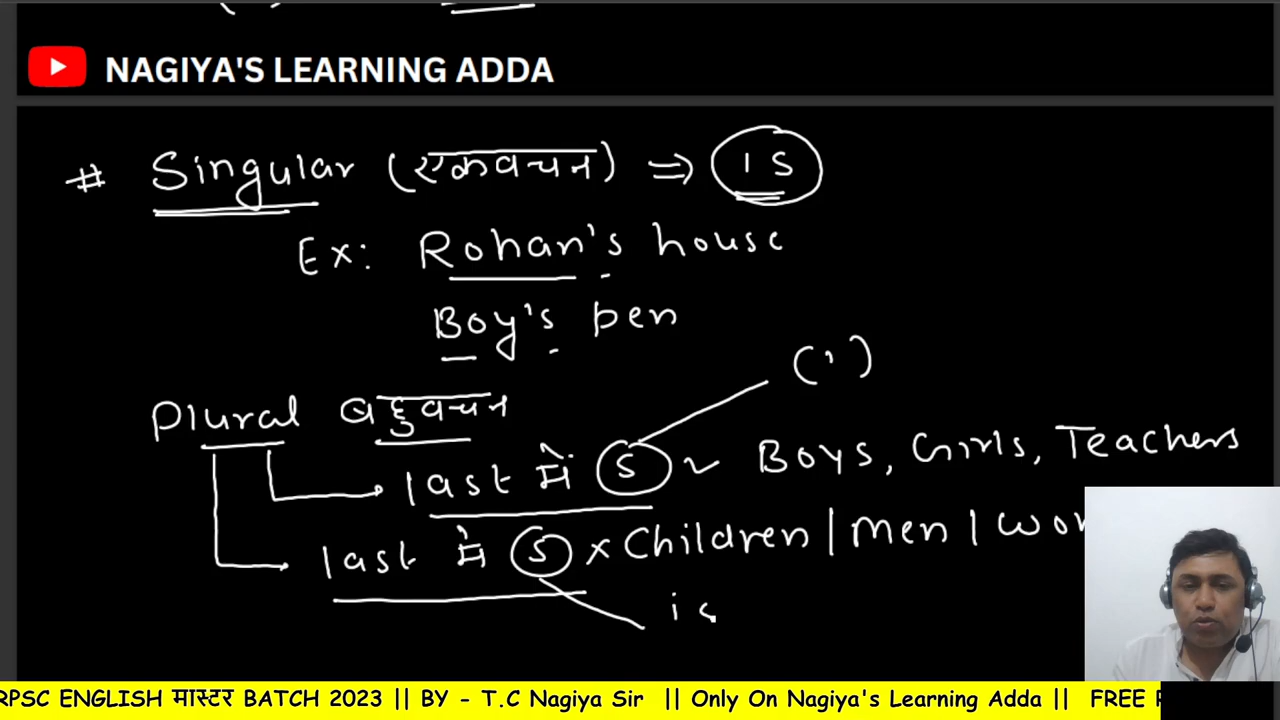 NAGIYA'S LEARNING ADDA
# Singular (एकवचन) ⇒ 's
Ex: Rohan's house
Boy's pen
(')
Plural बहुवचन
last में S ✓ Boys, Girls, Teachers
last में S × Children | Men | Wo
's
RPSC ENGLISH मास्टर BATCH 2023 || BY - T.C Nagiya Sir || Only On Nagiya's Learning Adda || FREE